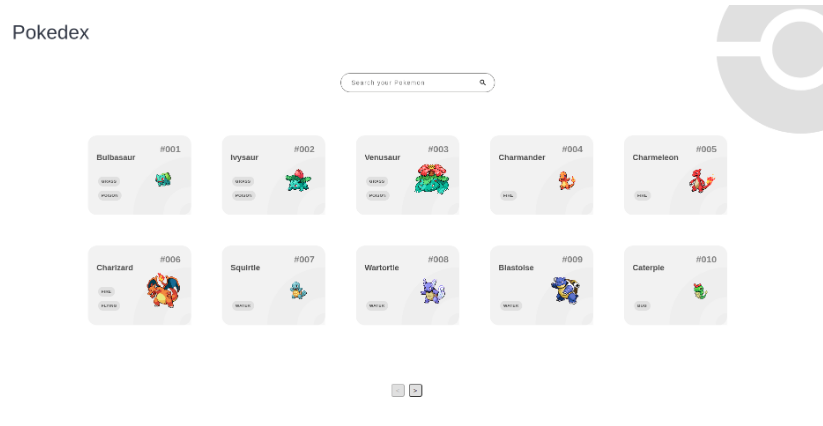 Pokedex
Search your Pokemon
#001
Bulbasaur
GRASS
POISON
#002
Ivysaur
GRASS
POISON
#003
Venusaur
GRASS
POISON
#004
Charmander
FIRE
#005
Charmeleon
FIRE
#006
Charizard
FIRE
FLYING
#007
Squirtle
WATER
#008
Wartortle
WATER
#009
Blastoise
WATER
#010
Caterpie
BUG
< >